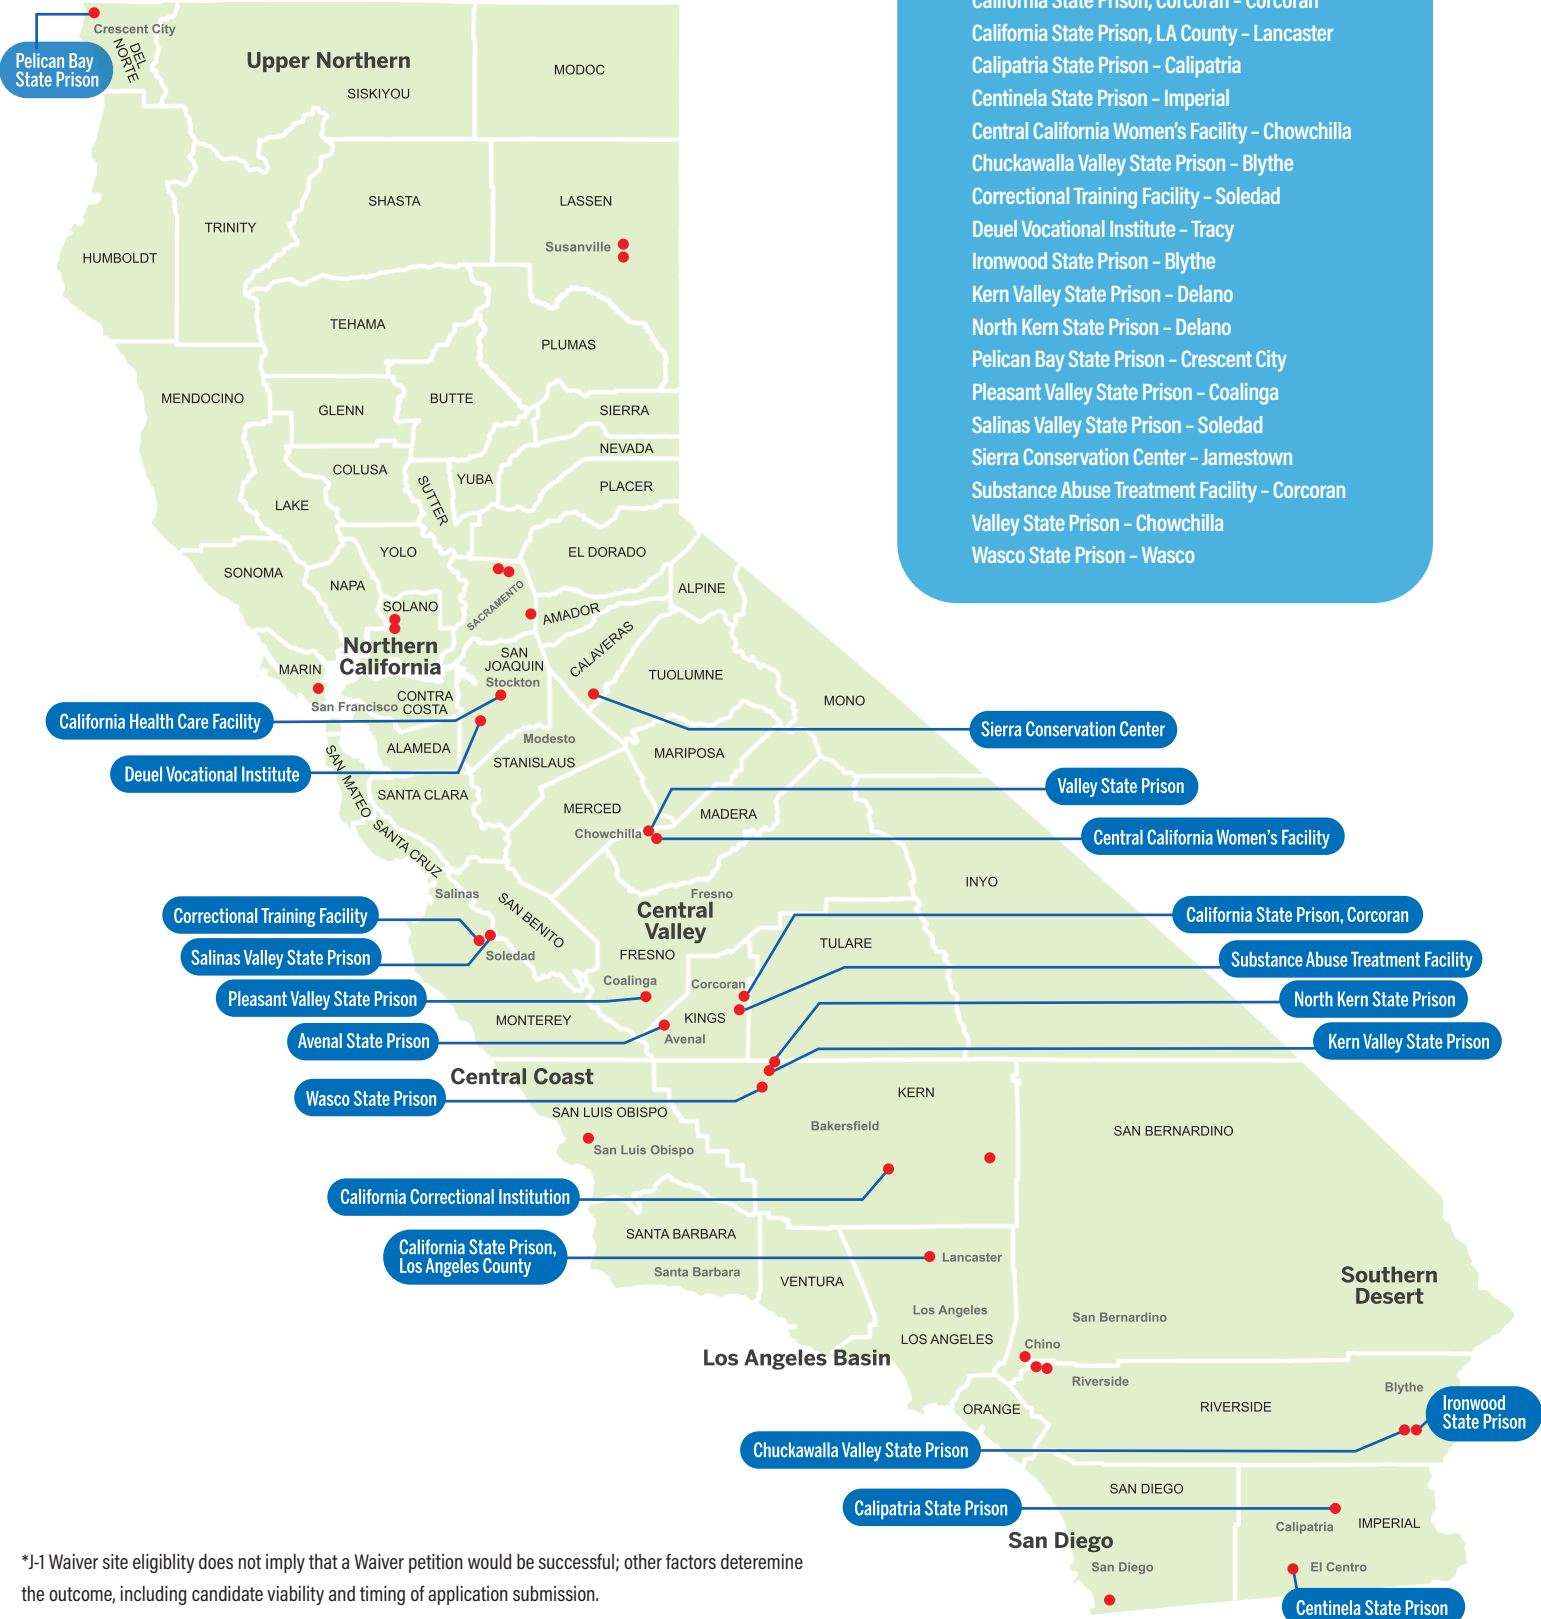 California State Prison, Corcoran – Corcoran
California State Prison, LA County – Lancaster
Calipatria State Prison – Calipatria
Centinela State Prison – Imperial
Central California Women's Facility – Chowchilla
Chuckawalla Valley State Prison – Blythe
Correctional Training Facility – Soledad
Deuel Vocational Institute – Tracy
Ironwood State Prison – Blythe
Kern Valley State Prison – Delano
North Kern State Prison – Delano
Pelican Bay State Prison – Crescent City
Pleasant Valley State Prison – Coalinga
Salinas Valley State Prison – Soledad
Sierra Conservation Center – Jamestown
Substance Abuse Treatment Facility – Corcoran
Valley State Prison – Chowchilla
Wasco State Prison – Wasco
Crescent City
Pelican Bay
State Prison
DEL
NORTE
Upper Northern
SISKIYOU
MODOC
SHASTA
LASSEN
Susanville
TRINITY
HUMBOLDT
TEHAMA
PLUMAS
MENDOCINO
GLENN
BUTTE
SIERRA
NEVADA
COLUSA
YUBA
SUTTER
PLACER
LAKE
YOLO
EL DORADO
SONOMA
NAPA
ALPINE
SOLANO
SACRAMENTO
AMADOR
Northern
California
CALAVERAS
SAN
JOAQUIN
Stockton
MARIN
TUOLUMNE
CONTRA
COSTA
San Francisco
MONO
California Health Care Facility
Sierra Conservation Center
Modesto
ALAMEDA
STANISLAUS
MARIPOSA
Deuel Vocational Institute
SAN MATEO
SANTA CLARA
Valley State Prison
MERCED
MADERA
Chowchilla
Central California Women's Facility
SANTA CRUZ
INYO
Salinas
Fresno
SAN BENITO
Central
Valley
Correctional Training Facility
California State Prison, Corcoran
TULARE
Salinas Valley State Prison
Soledad
FRESNO
Substance Abuse Treatment Facility
Coalinga
Corcoran
Pleasant Valley State Prison
North Kern State Prison
MONTEREY
KINGS
Avenal State Prison
Avenal
Kern Valley State Prison
Central Coast
Wasco State Prison
KERN
SAN LUIS OBISPO
Bakersfield
SAN BERNARDINO
San Luis Obispo
California Correctional Institution
SANTA BARBARA
California State Prison,
Los Angeles County
Lancaster
Santa Barbara
VENTURA
Southern
Desert
Los Angeles
San Bernardino
LOS ANGELES
Chino
Los Angeles Basin
Riverside
Blythe
ORANGE
RIVERSIDE
Ironwood
State Prison
Chuckawalla Valley State Prison
SAN DIEGO
Calipatria State Prison
Calipatria
IMPERIAL
San Diego
San Diego
El Centro
Centinela State Prison
*J-1 Waiver site eligiblity does not imply that a Waiver petition would be successful; other factors deteremine
the outcome, including candidate viability and timing of application submission.